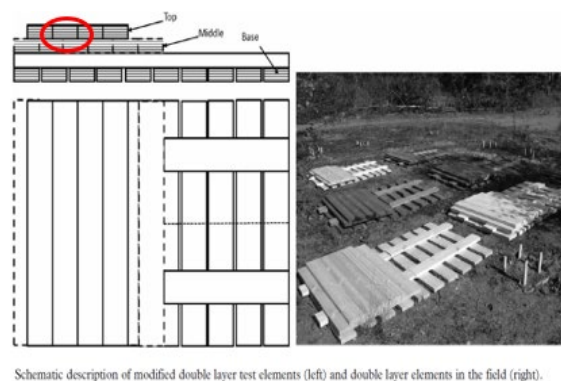 Top
Middle
Base
Schematic description of modified double layer test elements (left) and double layer elements in the field (right).